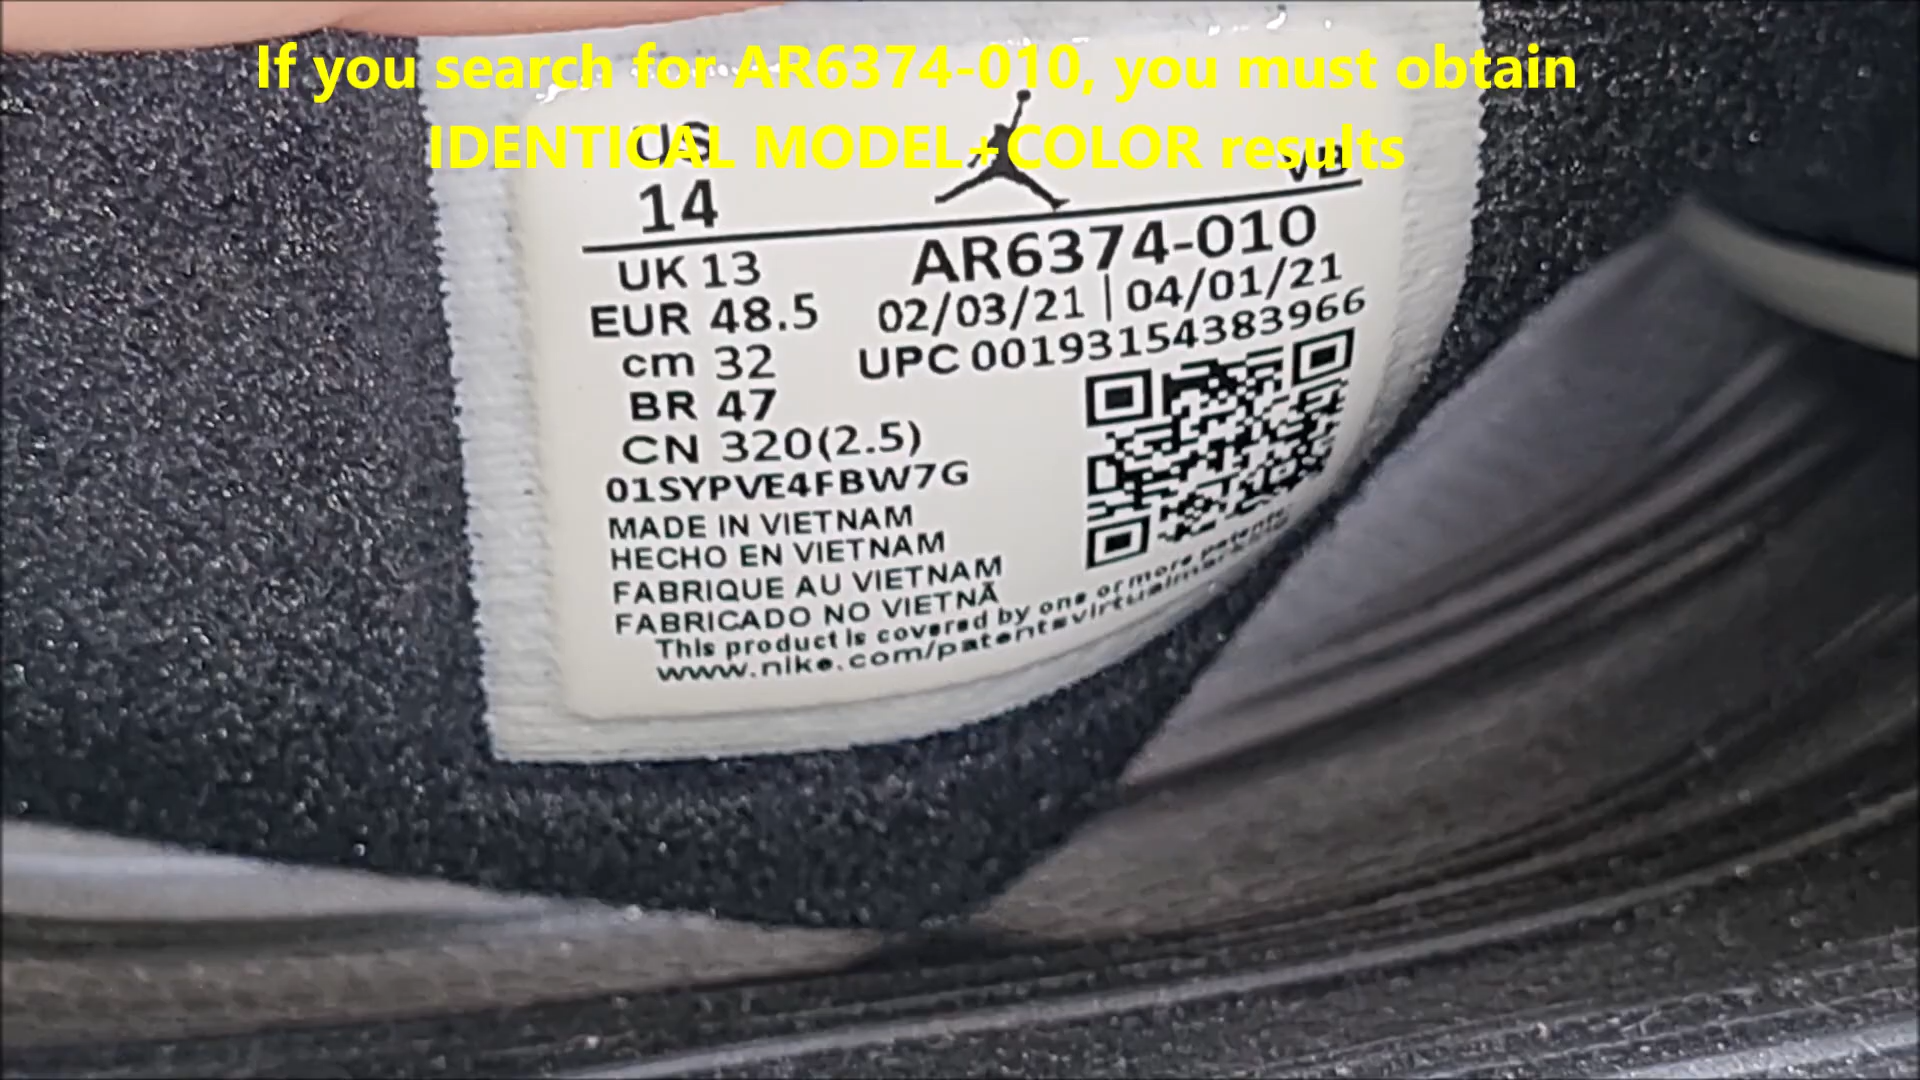 If you search for AR6374-010, you must obtain
IDENTICAL MODEL+COLOR results
US
14
VB
UK 13
EUR 48.5
cm 32
BR 47
CN 320(2.5)
AR6374-010
02/03/21 | 04/01/21
UPC 00193154383966
01SYPVE4FBW7G
MADE IN VIETNAM
HECHO EN VIETNAM
FABRIQUE AU VIETNAM
FABRICADO NO VIETNÃ
This product is covered by one or more patents
www.nike.com/patentsvirtualmar